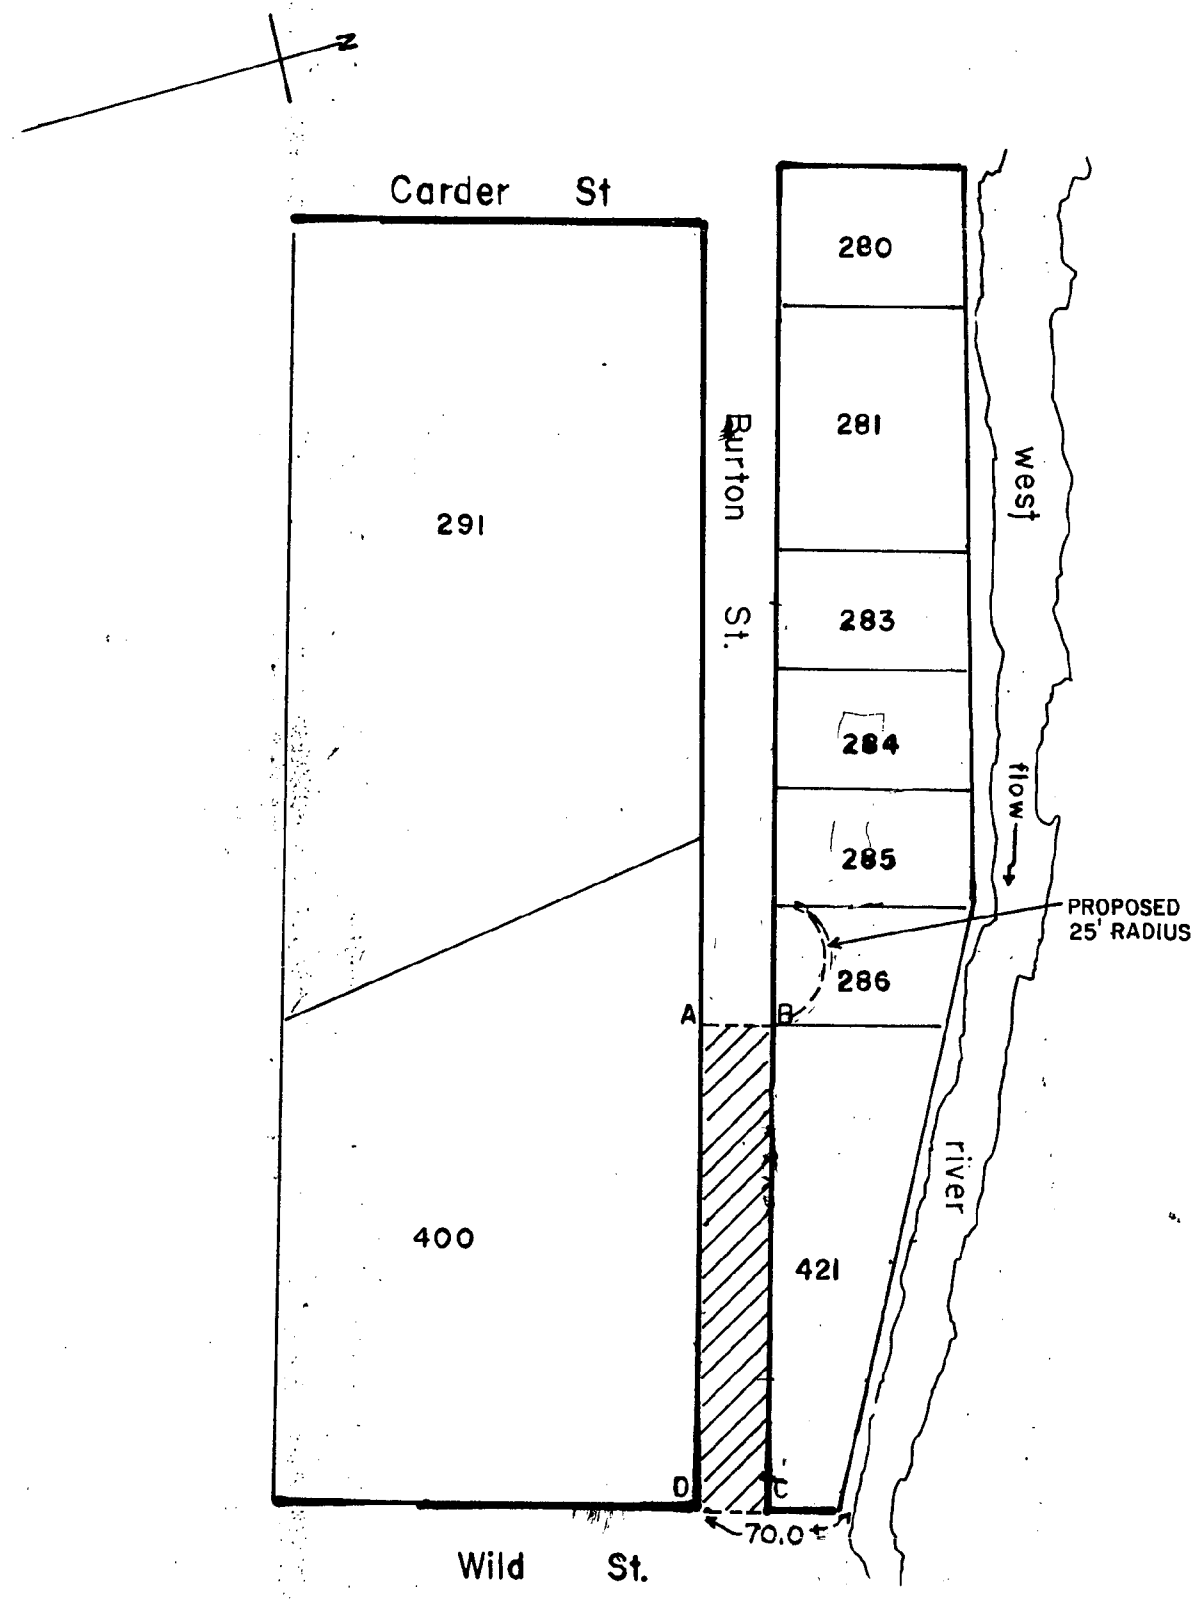 N
Carder St
280
281
Burton St.
west
291
283
284
flow
285
PROPOSED
25' RADIUS
286
A
B
river
400
421
D
C
70.0 ±
Wild St.